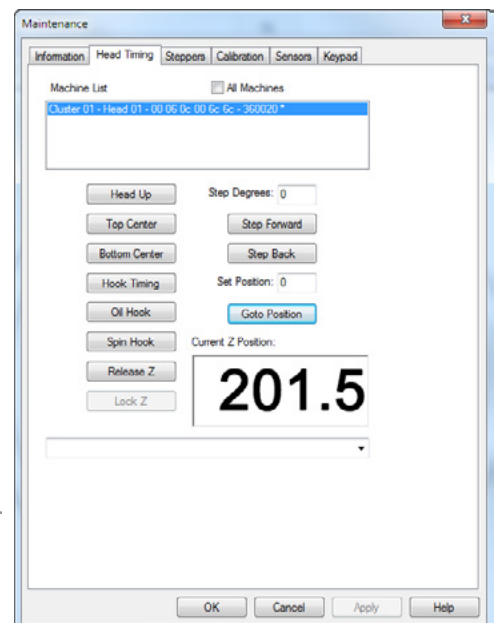 Maintenance
Information Head Timing Steppers Calibration Sensors Keypad
Machine List All Machines
Cluster 01 - Head 01 - 00 06 0c 00 6c 6c - 360020 *
Head Up Step Degrees: 0
Top Center Step Forward
Bottom Center Step Back
Hook Timing Set Position: 0
Oil Hook Goto Position
Spin Hook Current Z Position:
Release Z
201.5
Lock Z
OK Cancel Apply Help